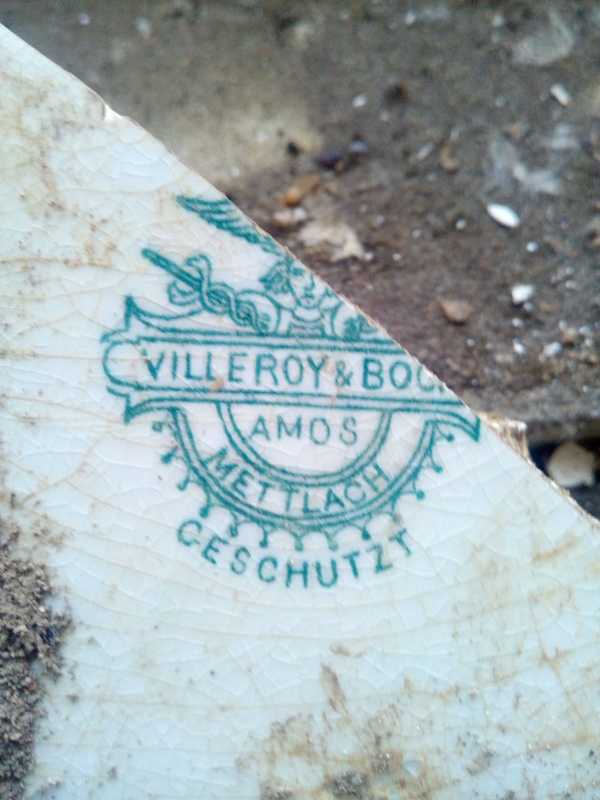 VILLEROY & BOC
AMOS
METTLACH
GESCHUTZT